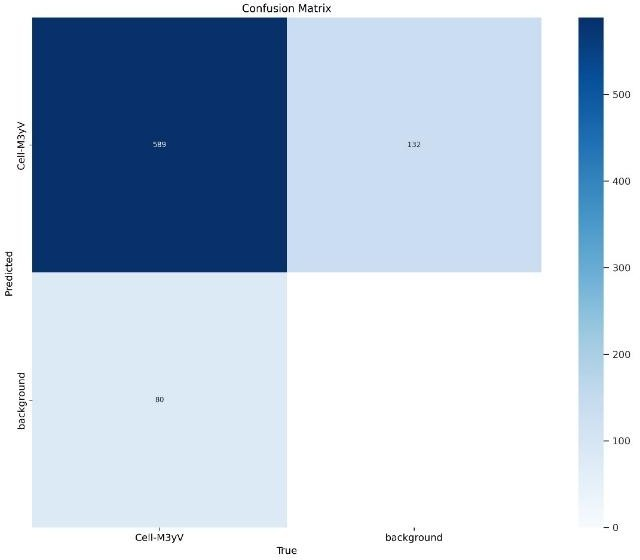 Confusion Matrix
Cell-M3yV
589
132
500
400
300
200
100
0
Predicted
background
80
Cell-M3yV
background
True